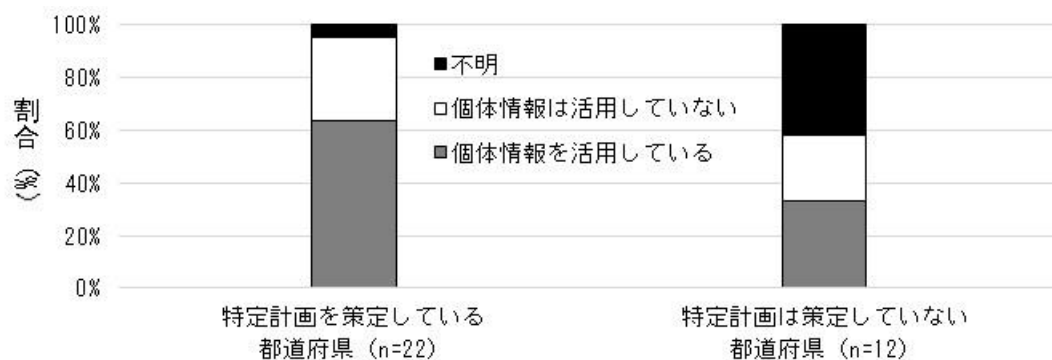 100%
80%
60%
40%
20%
0%
割合(%)
■不明
□個体情報は活用していない
■個体情報を活用している
特定計画を策定している
都道府県（n=22）
特定計画は策定していない
都道府県（n=12）